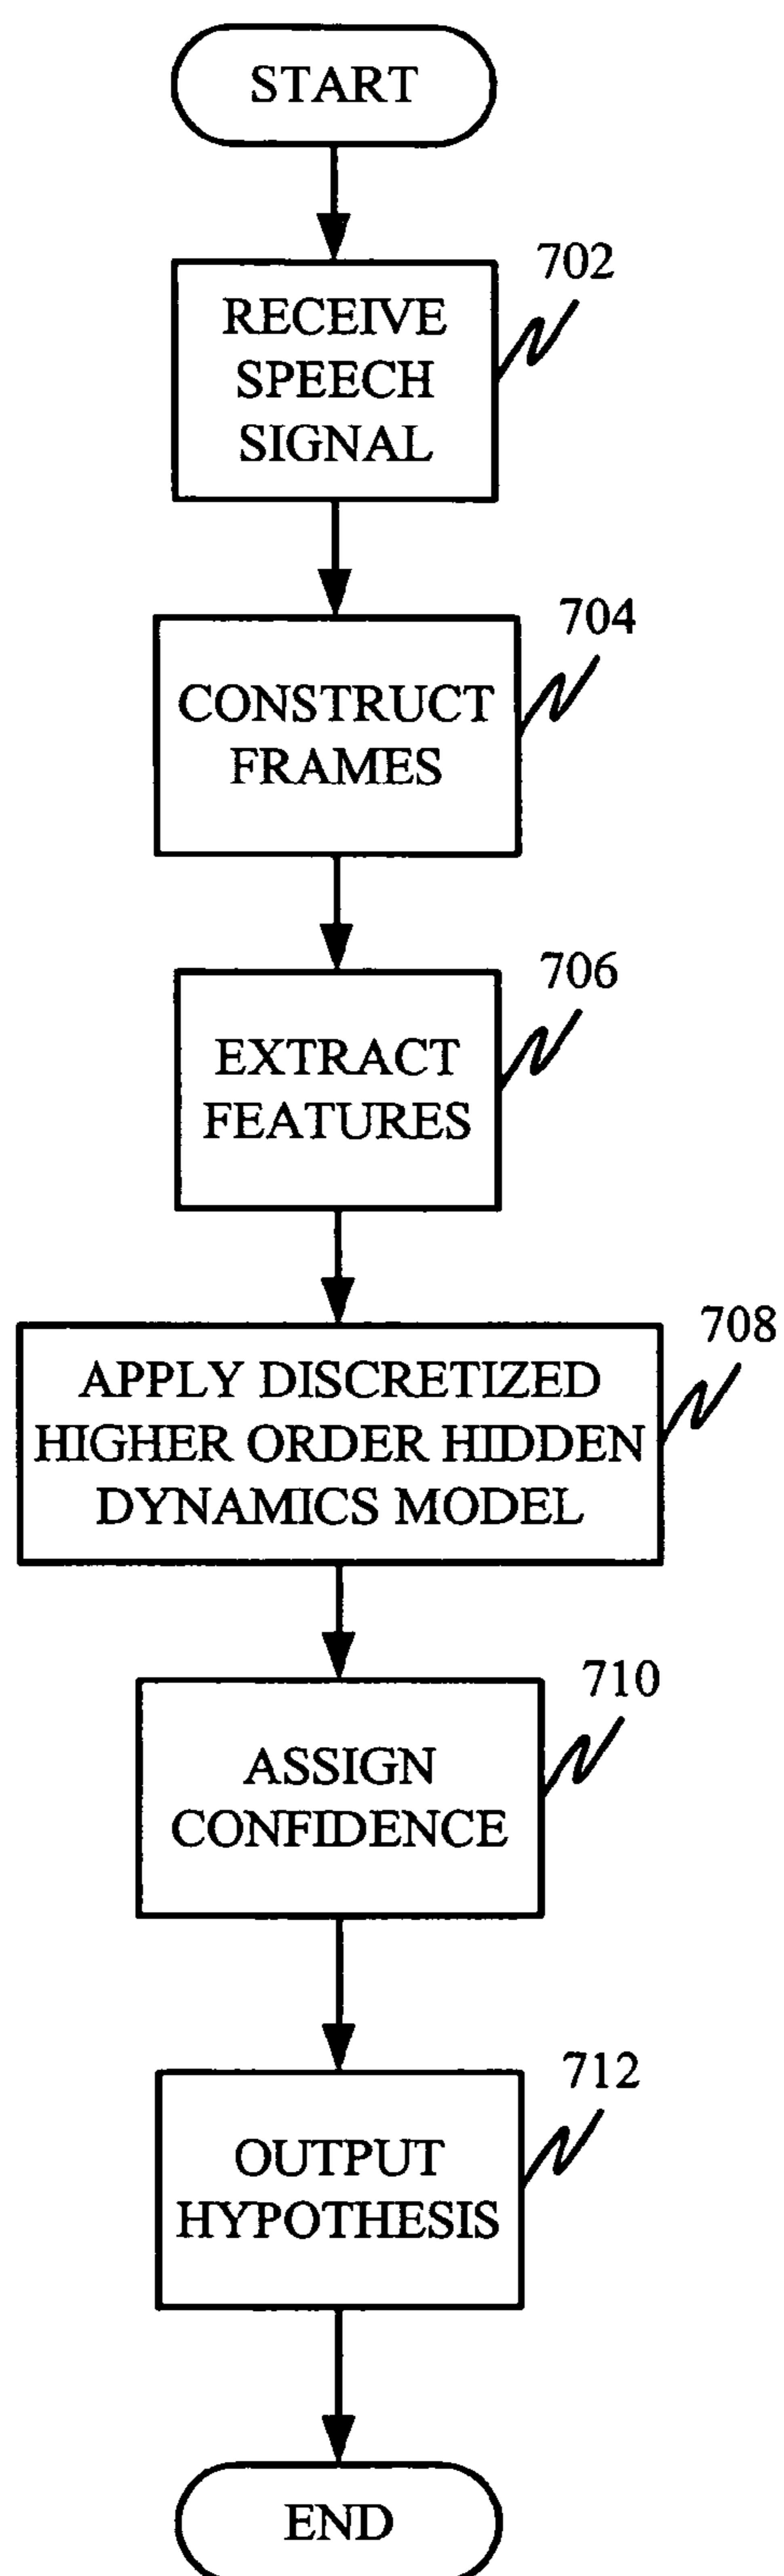 START
702
RECEIVE
SPEECH
SIGNAL
704
CONSTRUCT
FRAMES
706
EXTRACT
FEATURES
708
APPLY DISCRETIZED
HIGHER ORDER HIDDEN
DYNAMICS MODEL
710
ASSIGN
CONFIDENCE
712
OUTPUT
HYPOTHESIS
END